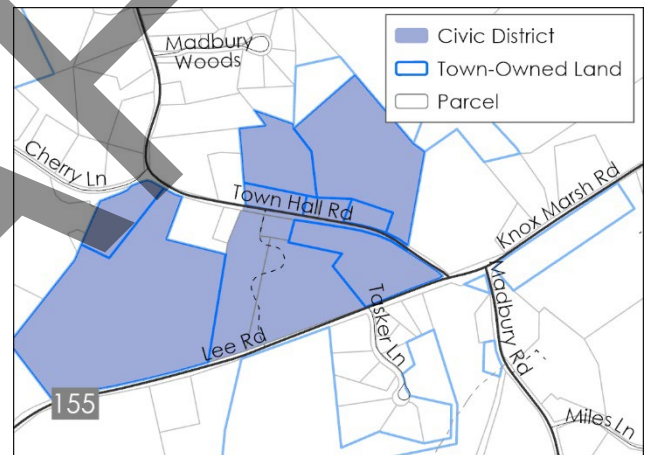 Madbury
Woods
Civic District
Town-Owned Land
Parcel
Cherry Ln
Town Hall Rd
Knox Marsh Rd
Lee Rd
Tasker Ln
Madbury Rd
155
Miles Ln